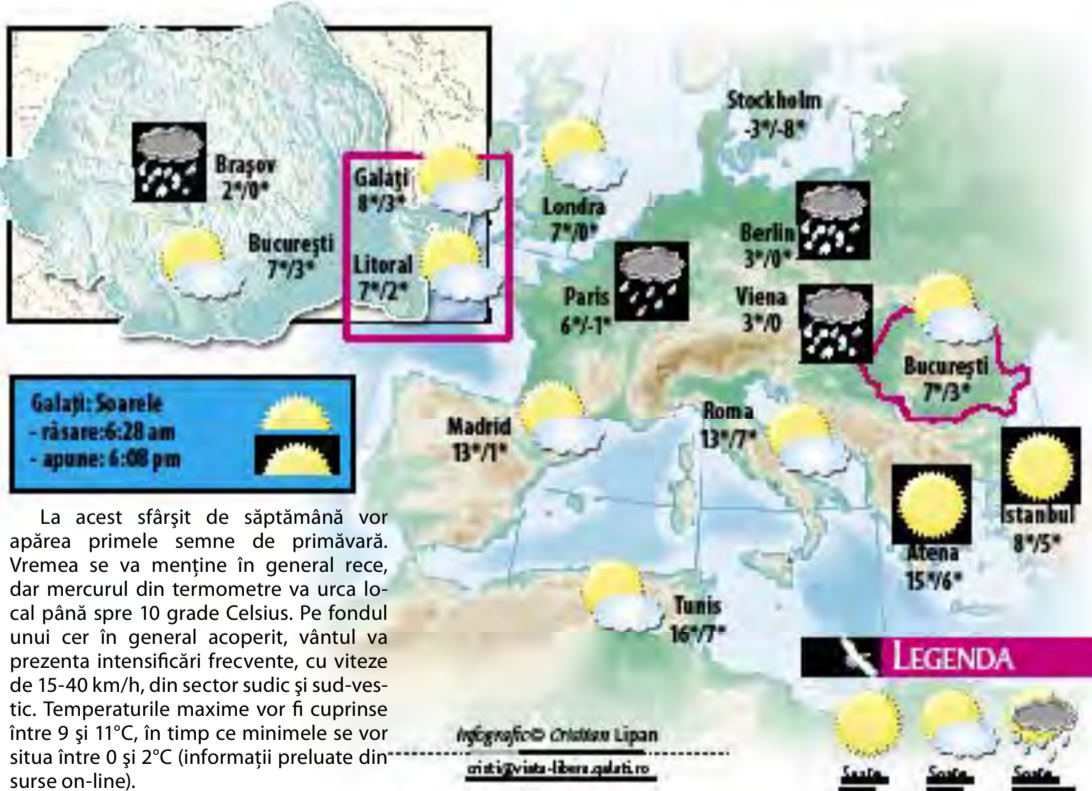 Stockholm
-3°/-8°
Braşov
2°/0°
Galaţi
8°/3°
Londra
7°/0°
Bucureşti
7°/3°
Litoral
7°/2°
Berlin
3°/0°
Paris
6°/-1°
Viena
3°/0
Bucureşti
7°/3°
Galaţi: Soarele
- răsare:6:28 am
- apune: 6:08 pm
Madrid
13°/1°
Roma
13°/7°
stanbul
8°/5°
Atena
15°/6°
Tunis
16°/7°
La acest sfârşit de săptămână vor
apărea primele semne de primăvară.
Vremea se va menţine în general rece,
dar mercurul din termometre va urca lo-
cal până spre 10 grade Celsius. Pe fondul
unui cer în general acoperit, vântul va
prezenta intensificări frecvente, cu viteze
de 15-40 km/h, din sector sudic şi sud-ves-
tic. Temperaturile maxime vor fi cuprinse
între 9 şi 11°C, în timp ce minimele se vor
situa între 0 şi 2°C (informaţii preluate din
surse on-line).
LEGENDA
Infografic© Cristian Lipan
cristi@viata-libera.galati.ro